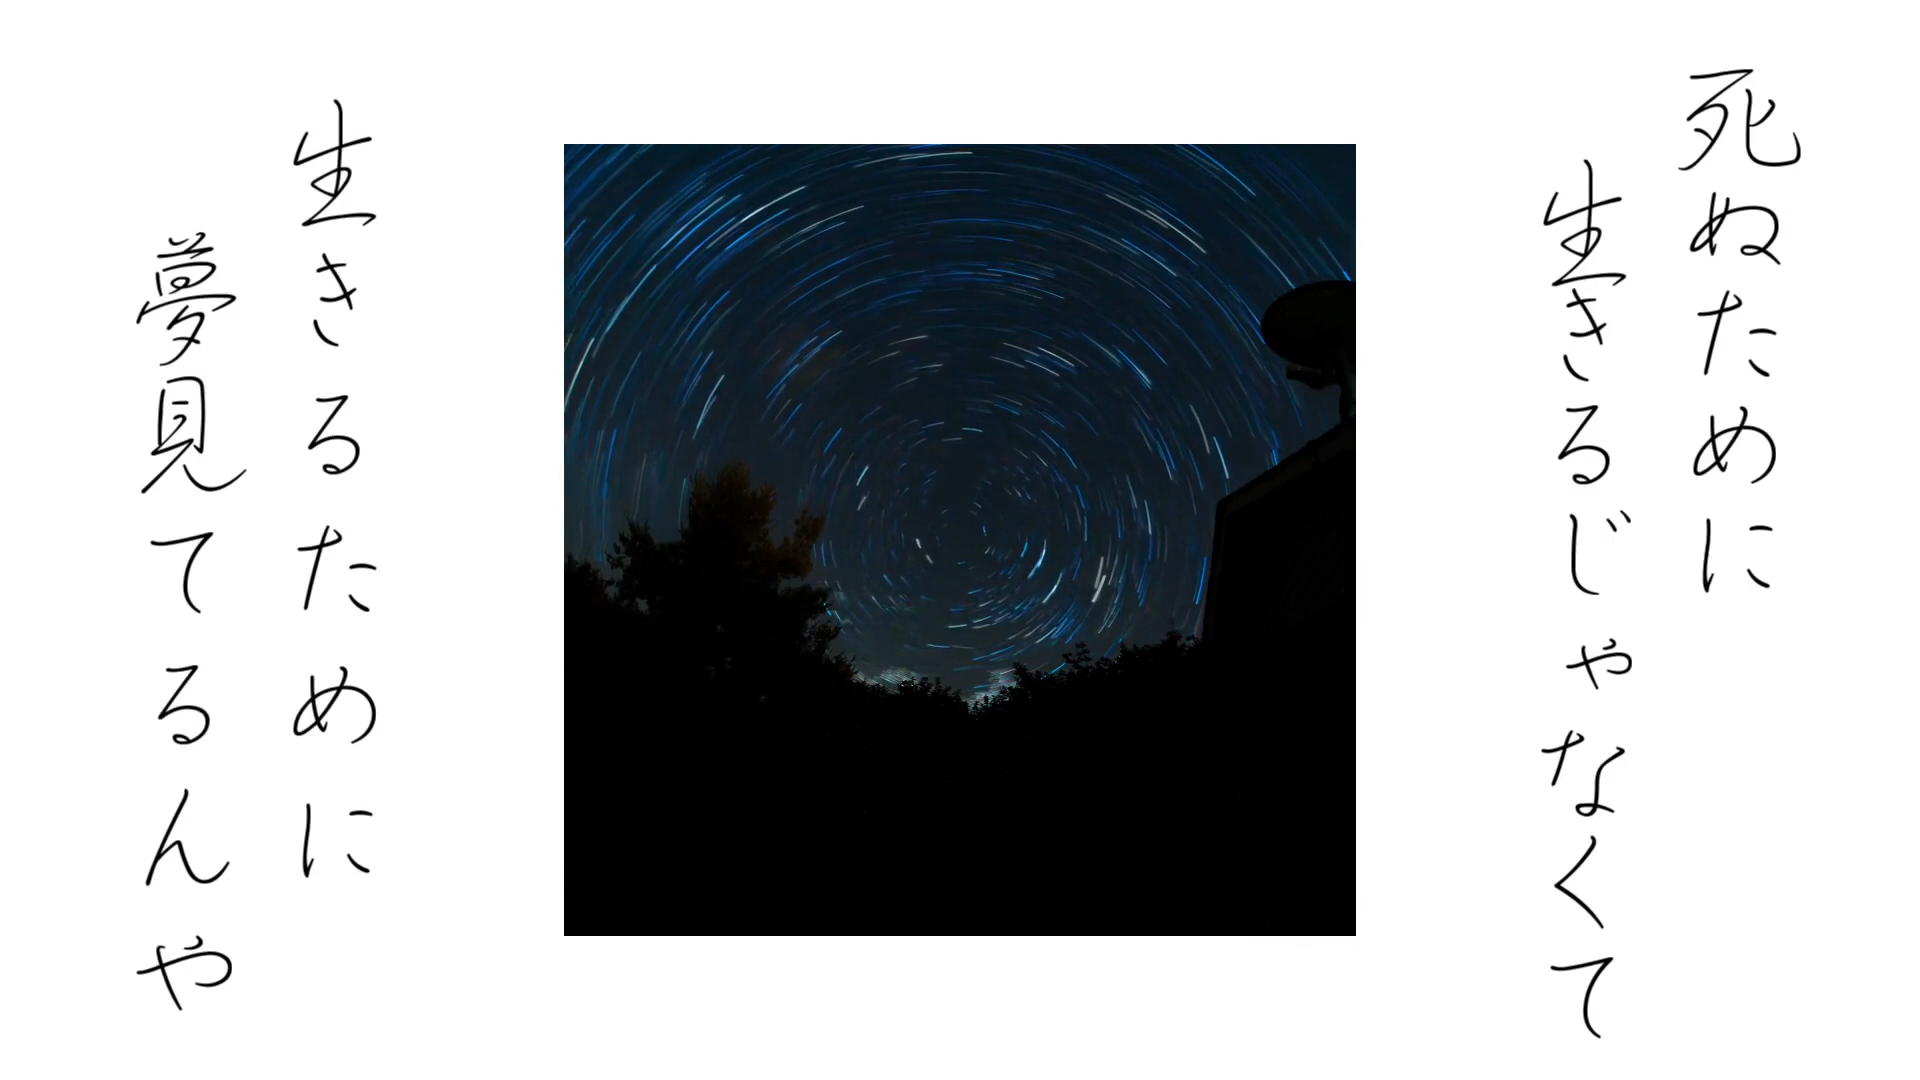 死ぬために
生きるじゃなくて
生きるために
夢見てるんや